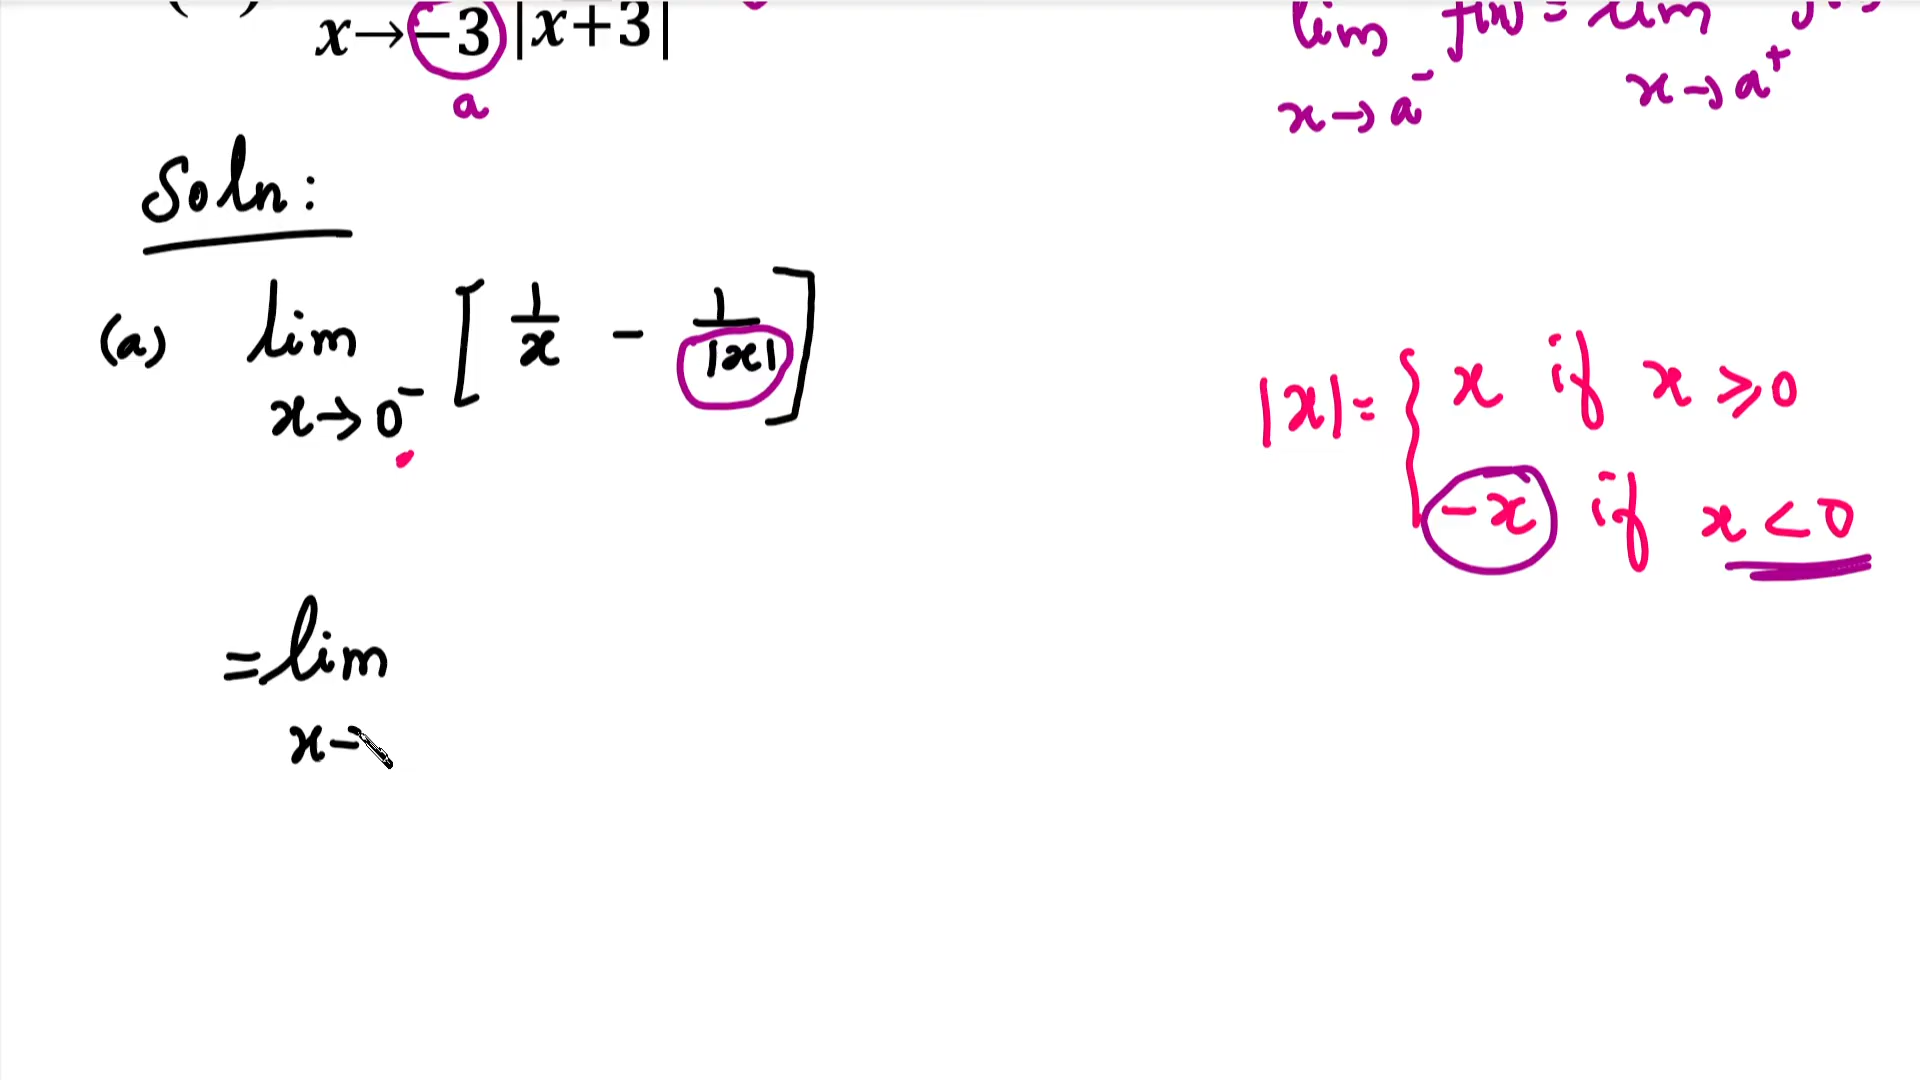 x→−3 |x+3|
a
lim f(x) = lim
x→a⁻ x→a⁺
Soln:
(a) lim x→0⁻ [ 1/x - 1/|x| ]
|x| = { x if x ⩾ 0
-x if x < 0
= lim
x-